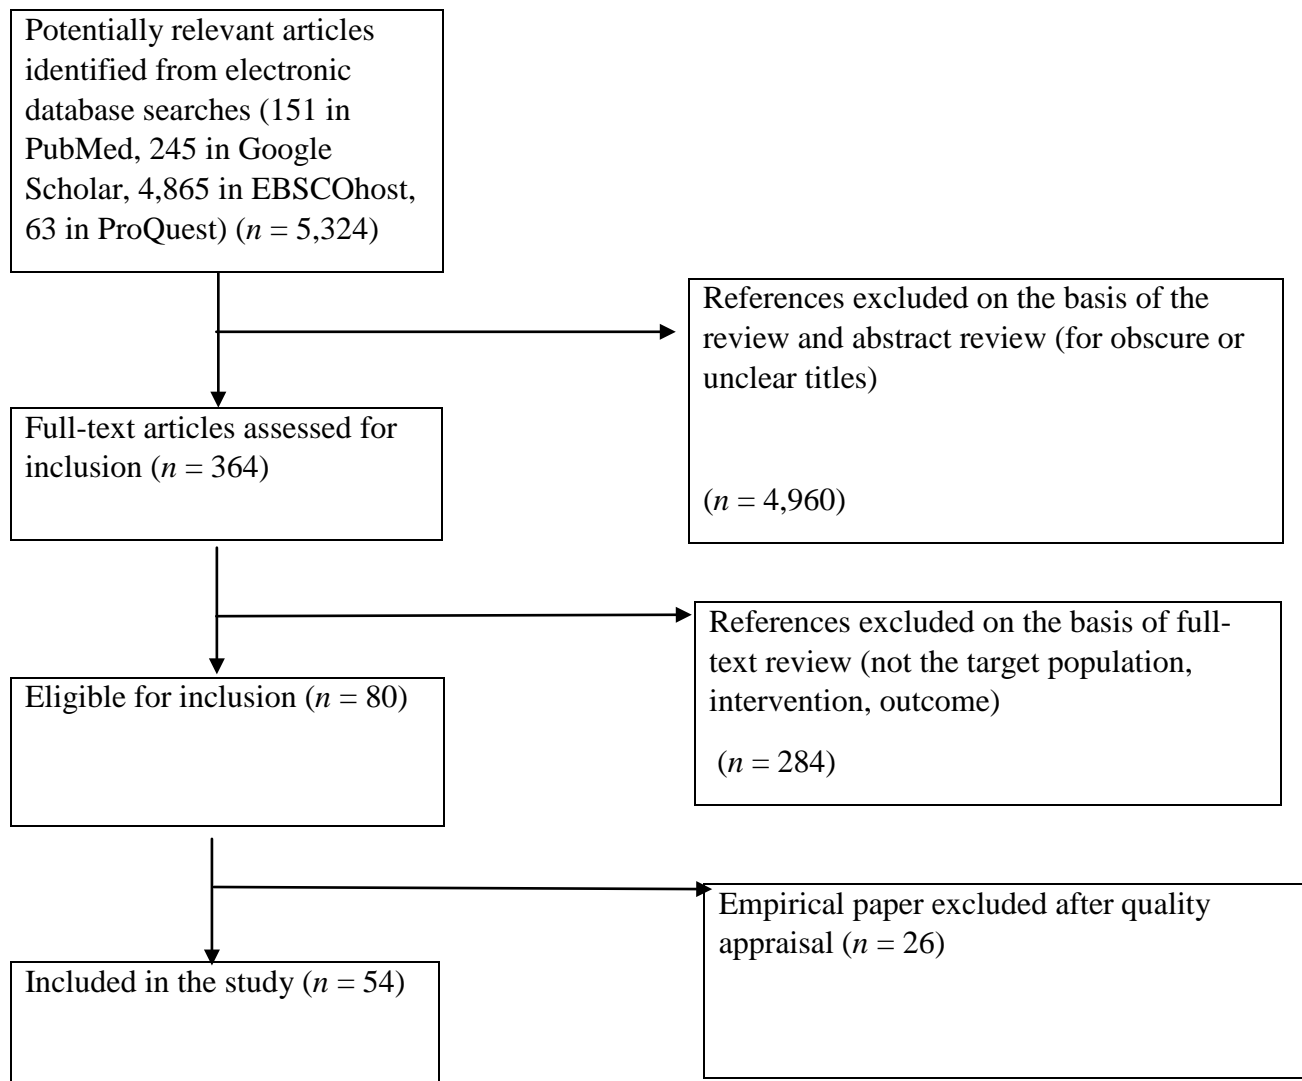 Potentially relevant articles
identified from electronic
database searches (151 in
PubMed, 245 in Google
Scholar, 4,865 in EBSCOhost,
63 in ProQuest) (n = 5,324)
References excluded on the basis of the
review and abstract review (for obscure or
unclear titles)
(n = 4,960)
Full-text articles assessed for
inclusion (n = 364)
References excluded on the basis of full-
text review (not the target population,
intervention, outcome)
(n = 284)
Eligible for inclusion (n = 80)
Empirical paper excluded after quality
appraisal (n = 26)
Included in the study (n = 54)